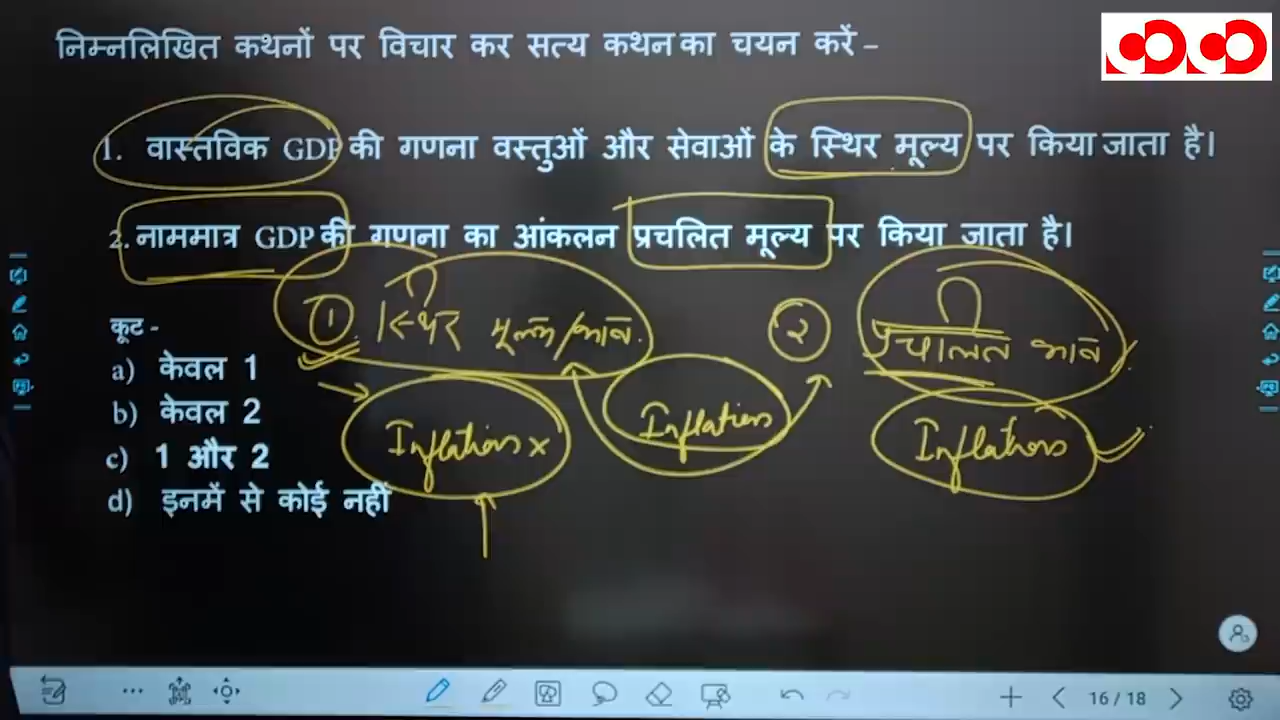 निम्नलिखित कथनों पर विचार कर सत्य कथन का चयन करें –
1. वास्तविक GDP की गणना वस्तुओं और सेवाओं के स्थिर मूल्य पर किया जाता है।
2. नाममात्र GDP की गणना का आंकलन प्रचलित मूल्य पर किया जाता है।
① स्थिर मूल्य/भाव.
② प्रचलित भाव
कूट -
a) केवल 1
b) केवल 2
Inflation
c) 1 और 2
Inflation x
Inflation
d) इनमें से कोई नहीं
16 / 18